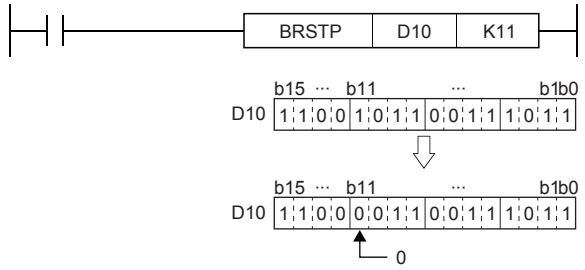 BRSTP D10 K11
b15 ··· b11 ··· b1b0
D10 1 1 0 0 1 0 1 1 0 0 1 1 1 0 1 1
b15 ··· b11 ··· b1b0
D10 1 1 0 0 0 0 1 1 0 0 1 1 1 0 1 1
0